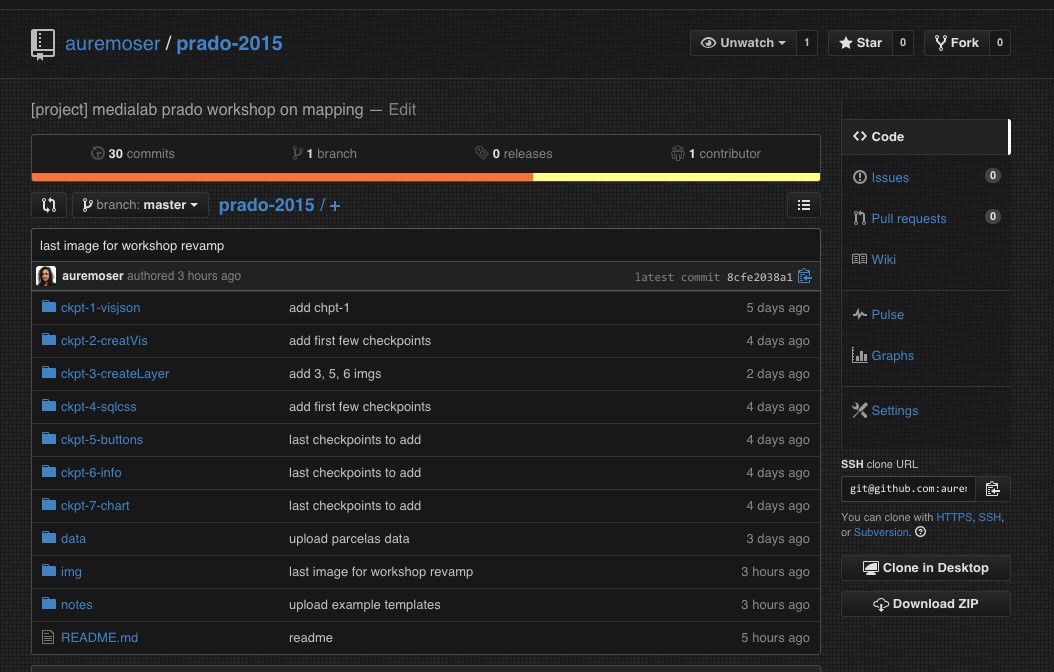 auremoser / prado-2015
Unwatch 1 Star 0 Fork 0
[project] medialab prado workshop on mapping — Edit
30 commits 1 branch 0 releases 1 contributor
branch: master prado-2015 / +
last image for workshop revamp
auremoser authored 3 hours ago latest commit 8cfe2038a1
ckpt-1-visjson add chpt-1 5 days ago
ckpt-2-creatVis add first few checkpoints 4 days ago
ckpt-3-createLayer add 3, 5, 6 imgs 2 days ago
ckpt-4-sqlcss add first few checkpoints 4 days ago
ckpt-5-buttons last checkpoints to add 4 days ago
ckpt-6-info last checkpoints to add 4 days ago
ckpt-7-chart last checkpoints to add 4 days ago
data upload parcelas data 3 days ago
img last image for workshop revamp 3 hours ago
notes upload example templates 3 hours ago
README.md readme 5 hours ago
Code
Issues 0
Pull requests 0
Wiki
Pulse
Graphs
Settings
SSH clone URL
git@github.com:aurem
You can clone with HTTPS, SSH,
or Subversion.
Clone in Desktop
Download ZIP